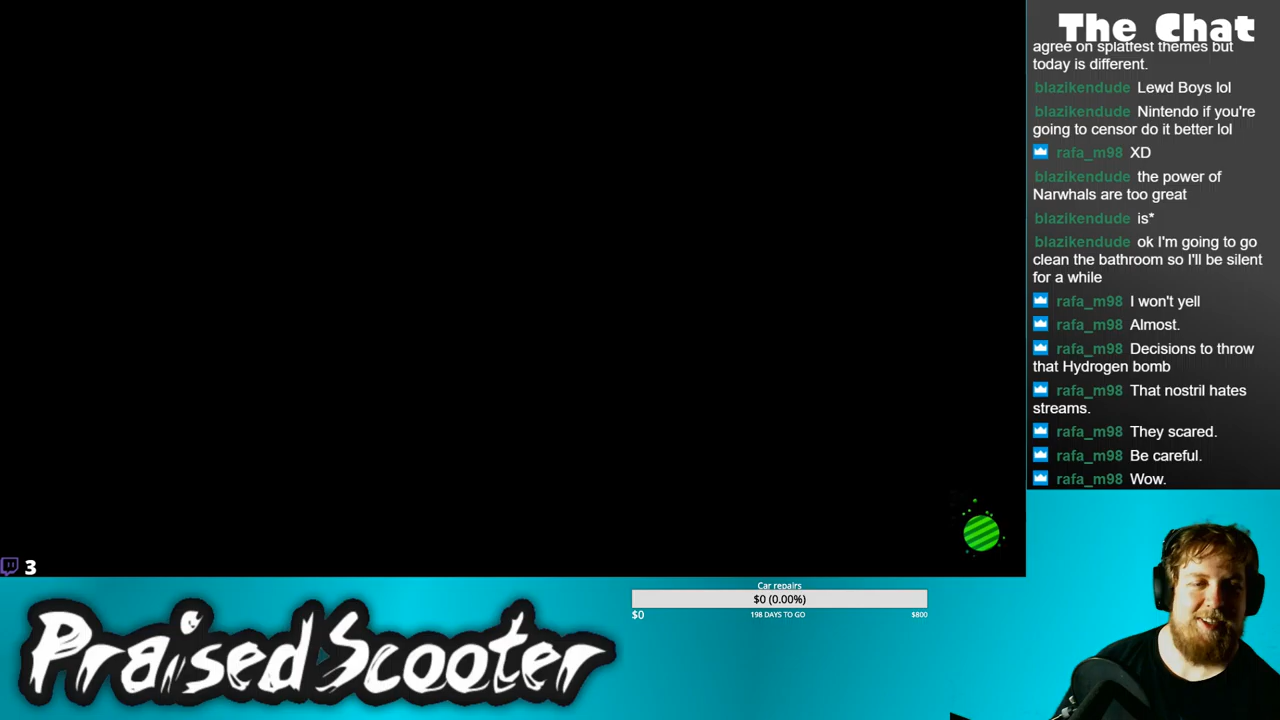 The Chat
agree on splatfest themes but
today is different.
blazikendude Lewd Boys lol
blazikendude Nintendo if you're
going to censor do it better lol
rafa_m98 XD
blazikendude the power of
Narwhals are too great
blazikendude is*
blazikendude ok I'm going to go
clean the bathroom so I'll be silent
for a while
rafa_m98 I won't yell
rafa_m98 Almost.
rafa_m98 Decisions to throw
that Hydrogen bomb
rafa_m98 That nostril hates
streams.
rafa_m98 They scared.
rafa_m98 Be careful.
rafa_m98 Wow.
3
Car repairs
$0 (0.00%)
$0 198 DAYS TO GO $800
PraisedScooter